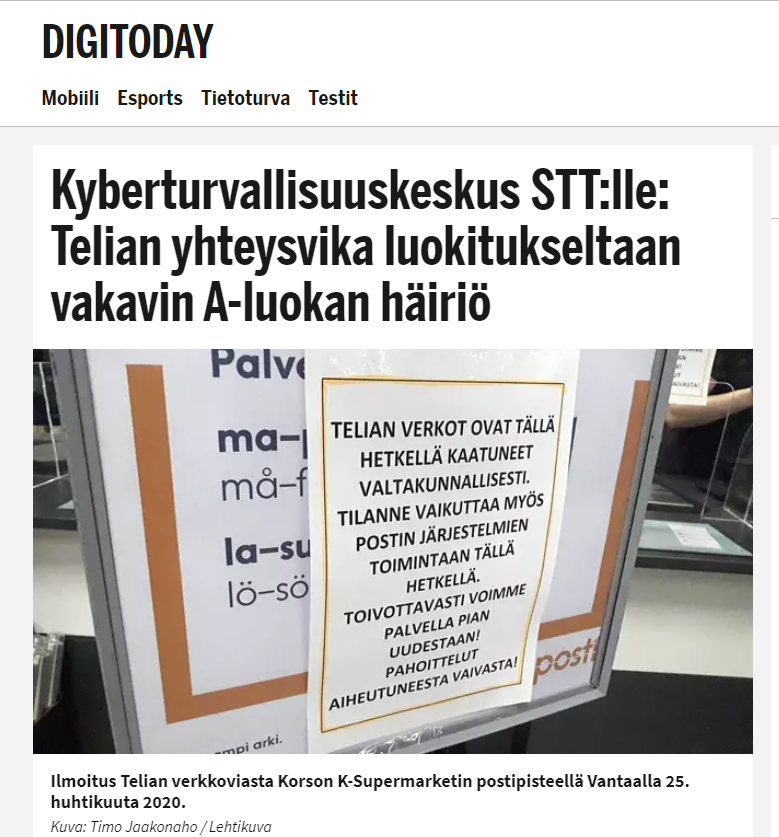 DIGITODAY
Mobiili Esports Tietoturva Testit
Kyberturvallisuuskeskus STT:lle:
Telian yhteysvika luokitukseltaan
vakavin A-luokan häiriö
TELIAN VERKOT OVAT TÄLLÄ
HETKELLÄ KAATUNEET
VALTAKUNNALLISESTI.
TILANNE VAIKUTTAA MYÖS
POSTIN JÄRJESTELMIEN
TOIMINTAAN TÄLLÄ
HETKELLÄ.
TOIVOTTAVASTI VOIMME
PALVELLA PIAN
UUDESTAAN!
PAHOITTELUT
AIHEUTUNEESTA VAIVASTA!
Palve
ma–
må–f
la–su
lö–sö
posti
arki.
Ilmoitus Telian verkkoviasta Korson K-Supermarketin postipisteellä Vantaalla 25.
huhtikuuta 2020.
Kuva: Timo Jaakonaho / Lehtikuva